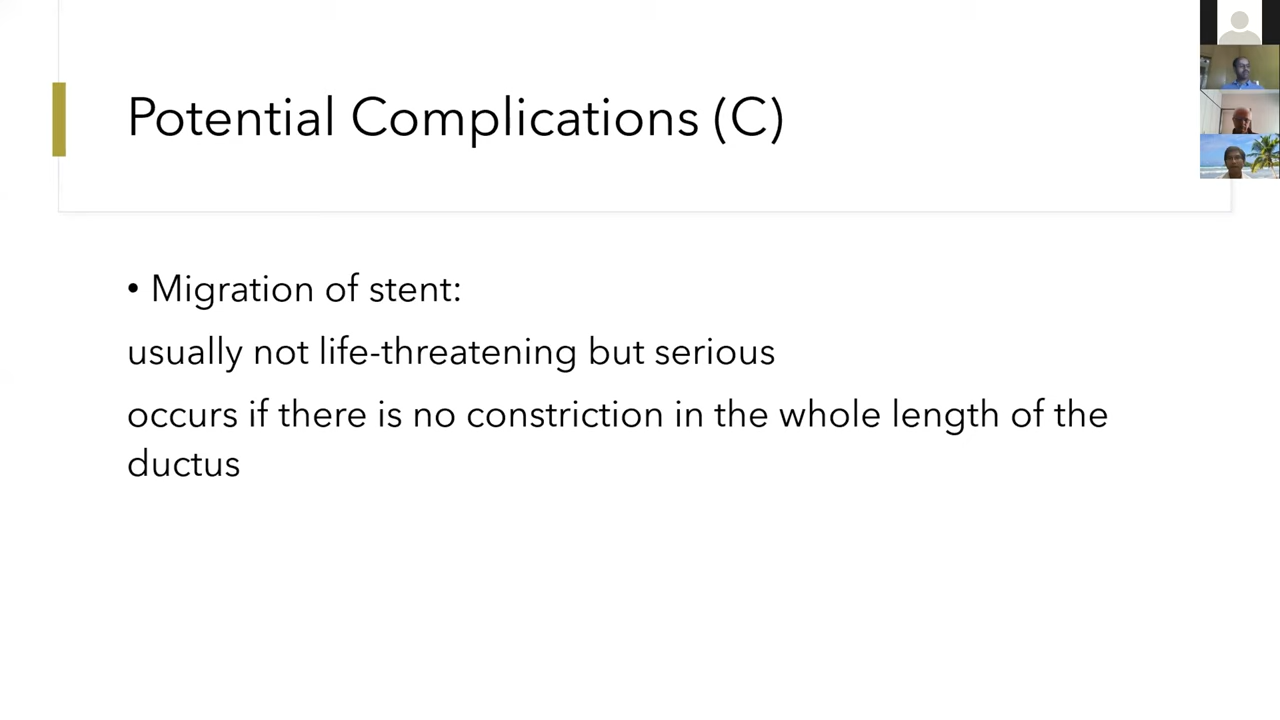 Potential Complications (C)
• Migration of stent:
usually not life-threatening but serious
occurs if there is no constriction in the whole length of the
ductus